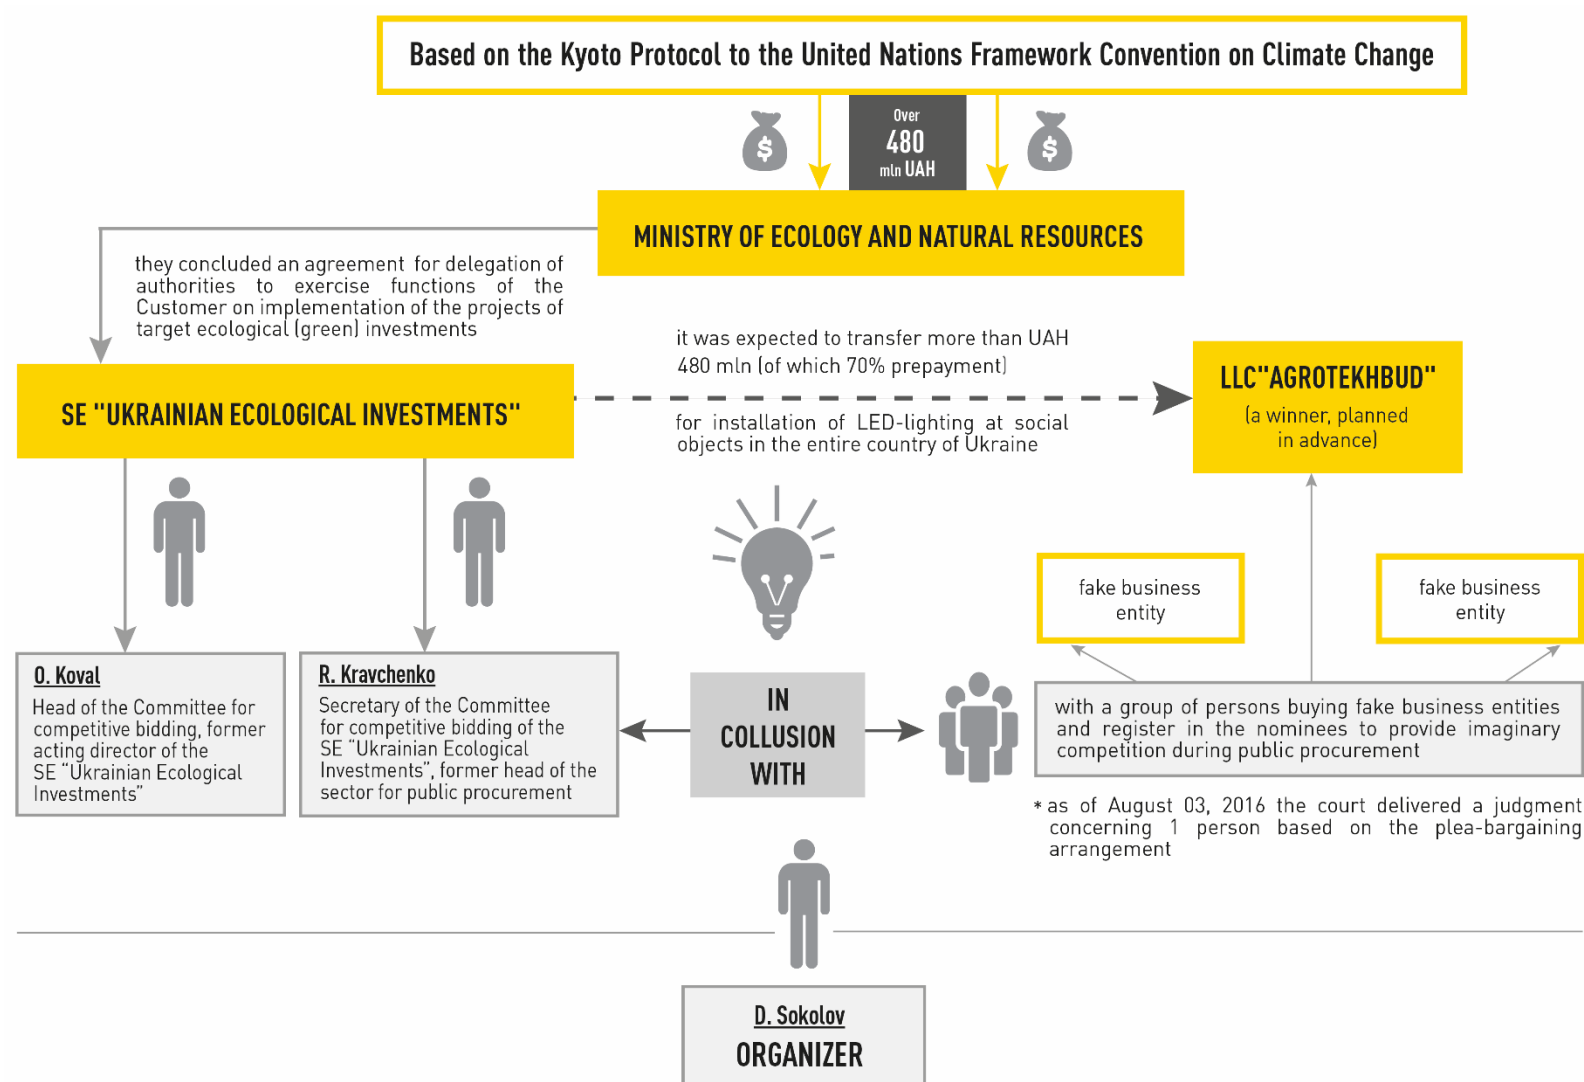 Based on the Kyoto Protocol to the United Nations Framework Convention on Climate Change
Over
480
mln UAH
$
$
MINISTRY OF ECOLOGY AND NATURAL RESOURCES
they concluded an agreement for delegation of
authorities to exercise functions of the
Customer on implementation of the projects of
target ecological (green) investments
it was expected to transfer more than UAH
480 mln (of which 70% prepayment)
for installation of LED-lighting at social
objects in the entire country of Ukraine
SE "UKRAINIAN ECOLOGICAL INVESTMENTS"
LLC"AGROTEKHBUD"
(a winner, planned
in advance)
fake business
entity
fake business
entity
O. Koval
Head of the Committee for
competitive bidding, former
acting director of the
SE “Ukrainian Ecological
Investments”
R. Kravchenko
Secretary of the Committee
for competitive bidding of the
SE “Ukrainian Ecological
Investments”, former head of the
sector for public procurement
IN
COLLUSION
WITH
with a group of persons buying fake business entities
and register in the nominees to provide imaginary
competition during public procurement
* as of August 03, 2016 the court delivered a judgment
concerning 1 person based on the plea-bargaining
arrangement
D. Sokolov
ORGANIZER